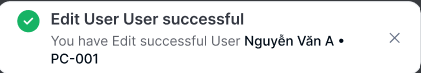 Edit User User successful
You have Edit successful User Nguyễn Văn A •
PC-001